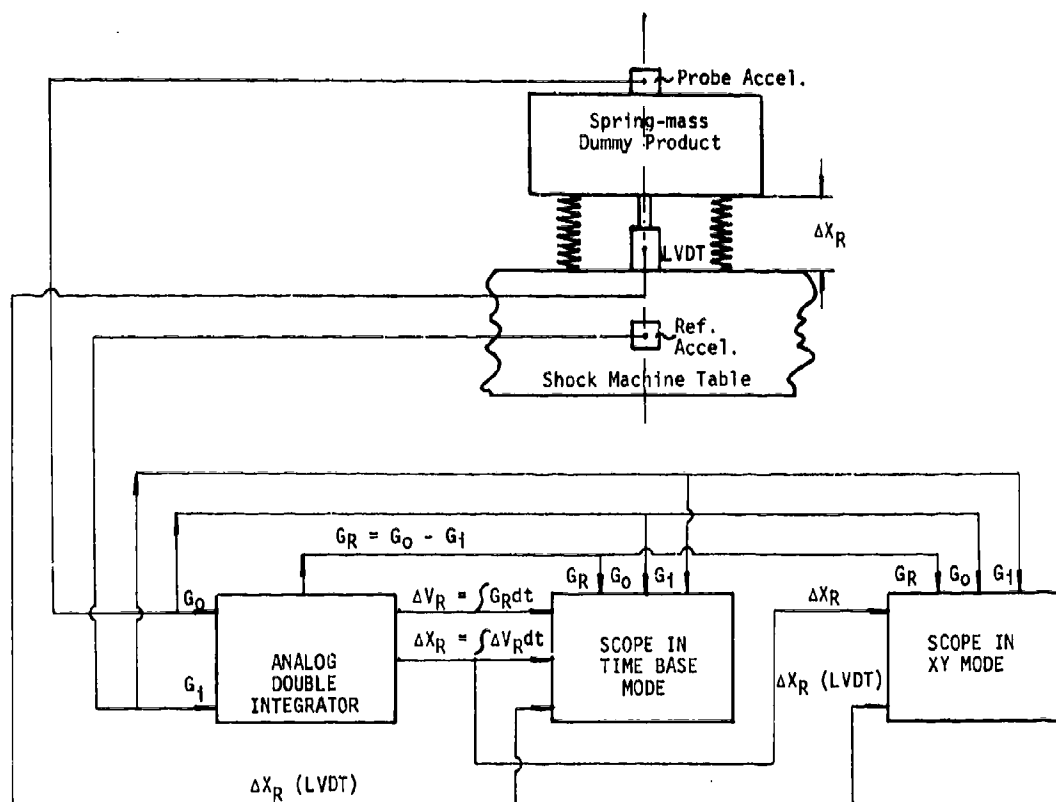 Probe Accel.
Spring-mass
Dummy Product
ΔX_R
LVDT
Ref.
Accel.
Shock Machine Table
G_R = G_o - G_i
G_R G_o G_i
G_R G_o G_i
G_o
ΔV_R = ∫G_R dt
ΔX_R
ΔX_R = ∫ΔV_R dt
ANALOG
DOUBLE
INTEGRATOR
SCOPE IN
TIME BASE
MODE
SCOPE IN
XY MODE
G_i
ΔX_R (LVDT)
ΔX_R (LVDT)